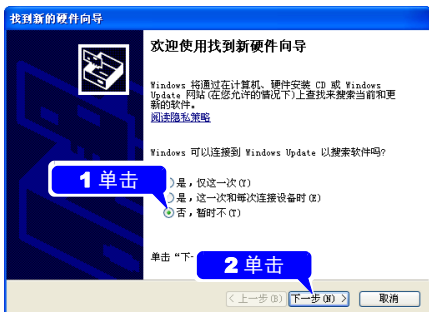 找到新的硬件向导
欢迎使用找到新硬件向导
Windows 将通过在计算机、硬件安装 CD 或 Windows
Update 网站(在您允许的情况下)上查找来搜索当前和更
新的软件。
阅读隐私策略
Windows 可以连接到 Windows Update 以搜索软件吗?
1 单击
是，仅这一次(Y)
是，这一次和每次连接设备时(E)
否，暂时不(T)
单击“下一
2 单击
< 上一步(B)
下一步(N) >
取消